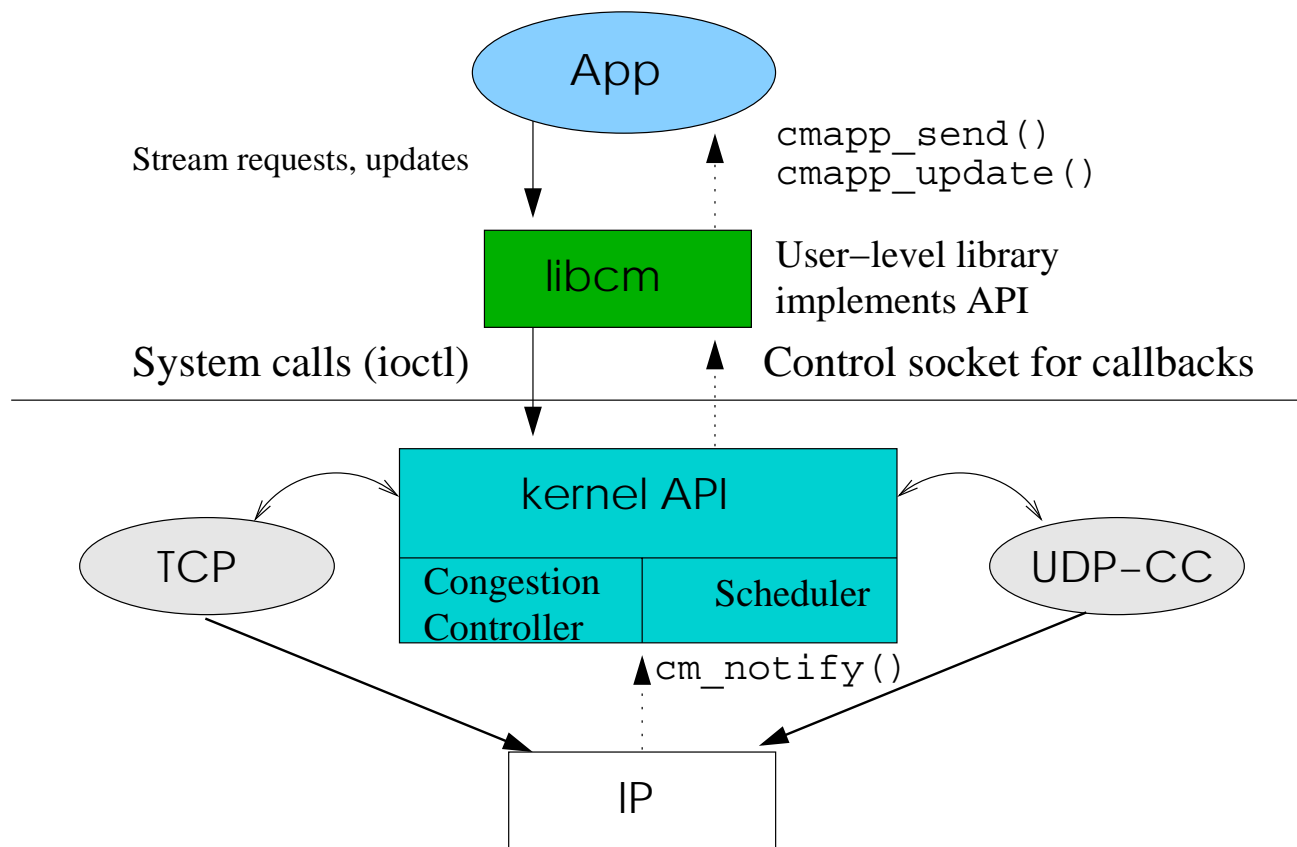 App
cmapp_send()
Stream requests, updates
cmapp_update()
libcm
User−level library
implements API
System calls (ioctl)
Control socket for callbacks
kernel API
TCP
UDP−CC
Congestion
Controller
Scheduler
cm_notify()
IP